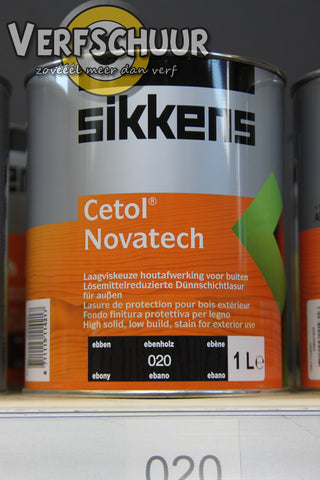 VERFSCHUUR
zovéél meer dan verf
sikkens
Cetol®
Novatech
Laagviskeuze houtafwerking voor buiten
Lösemittelreduzierte Dünnschichtlasur
für außen
Lasure de protection pour bois extérieur
Fondo finitura protettiva per legno
High solid, low build, stain for exterior use
ebben ebenholz ebène
020
ebony ebano ebano
1 L e
020